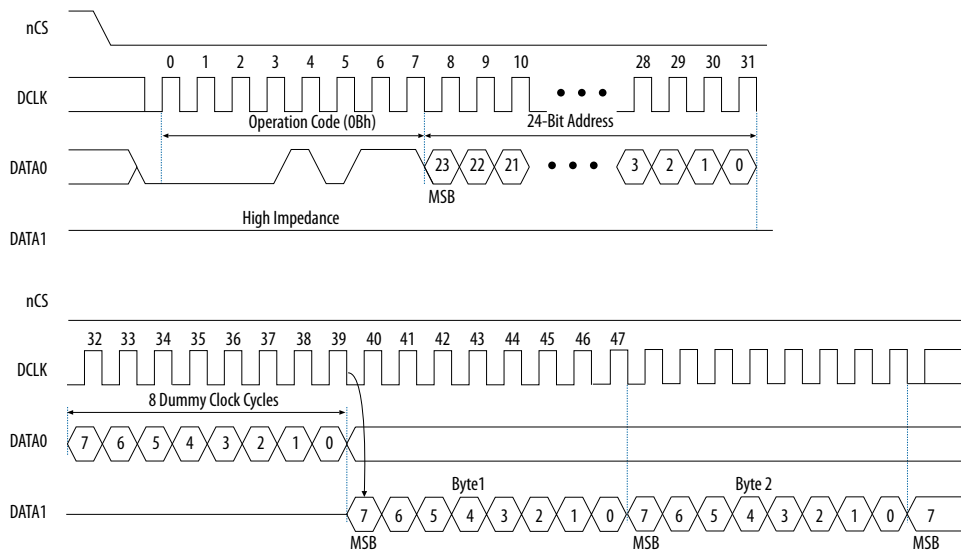 nCS
0 1 2 3 4 5 6 7 8 9 10 28 29 30 31
DCLK
Operation Code (0Bh) 24-Bit Address
DATA0 23 22 21 3 2 1 0
MSB
High Impedance
DATA1
nCS
32 33 34 35 36 37 38 39 40 41 42 43 44 45 46 47
DCLK
8 Dummy Clock Cycles
DATA0 7 6 5 4 3 2 1 0
Byte1 Byte 2
DATA1 7 6 5 4 3 2 1 0 7 6 5 4 3 2 1 0 7
MSB MSB MSB